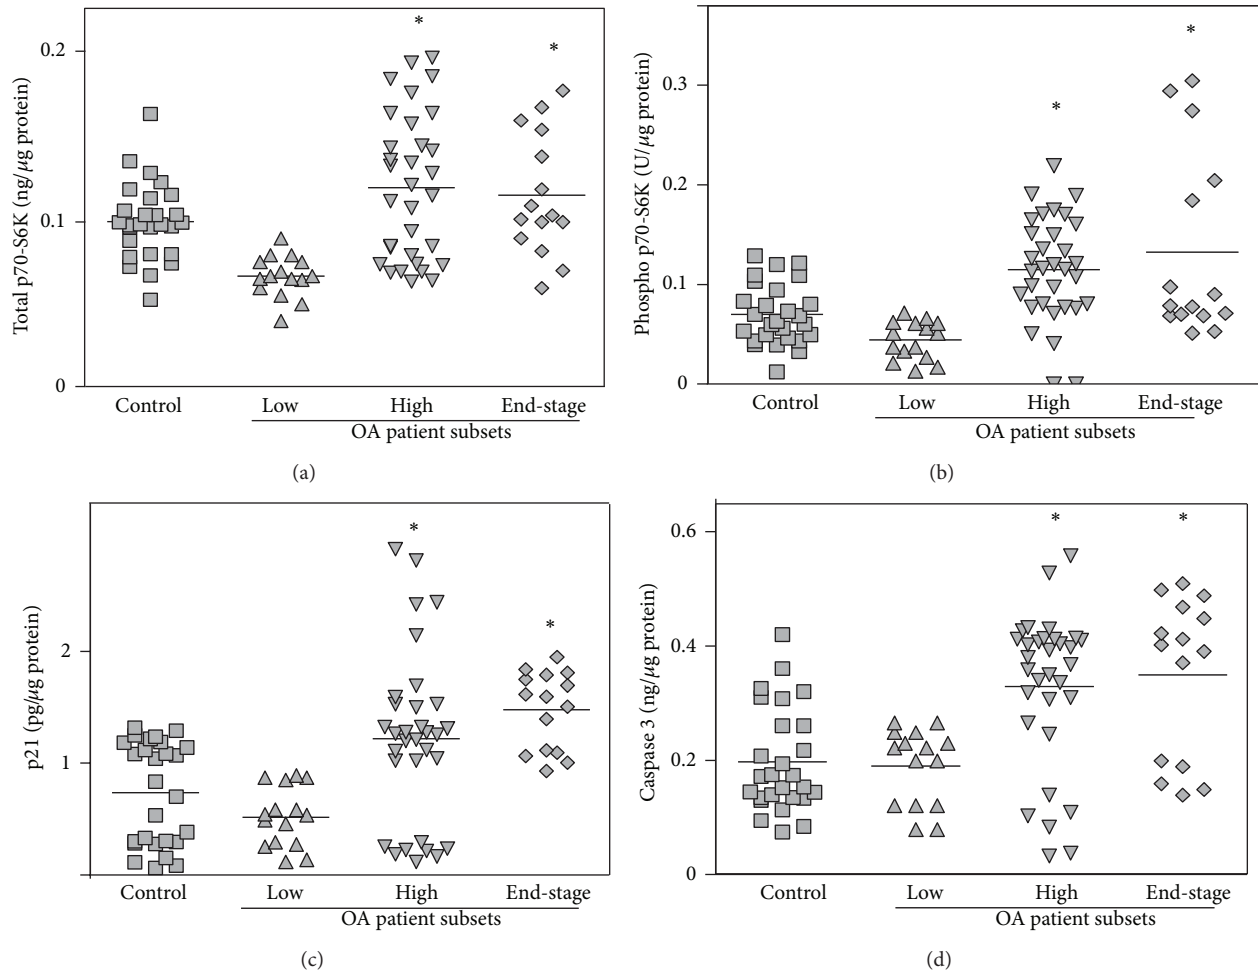 *
*
0.2
0.1
0
Total p70-S6K (ng/μg protein)
Control
Low
High
End-stage
OA patient subsets
(a)
*
*
0.3
0.2
0.1
0
Phospho p70-S6K (U/μg protein)
Control
Low
High
End-stage
OA patient subsets
(b)
*
*
2
1
p21 (pg/μg protein)
Control
Low
High
End-stage
OA patient subsets
(c)
*
*
0.6
0.4
0.2
0
Caspase 3 (ng/μg protein)
Control
Low
High
End-stage
OA patient subsets
(d)